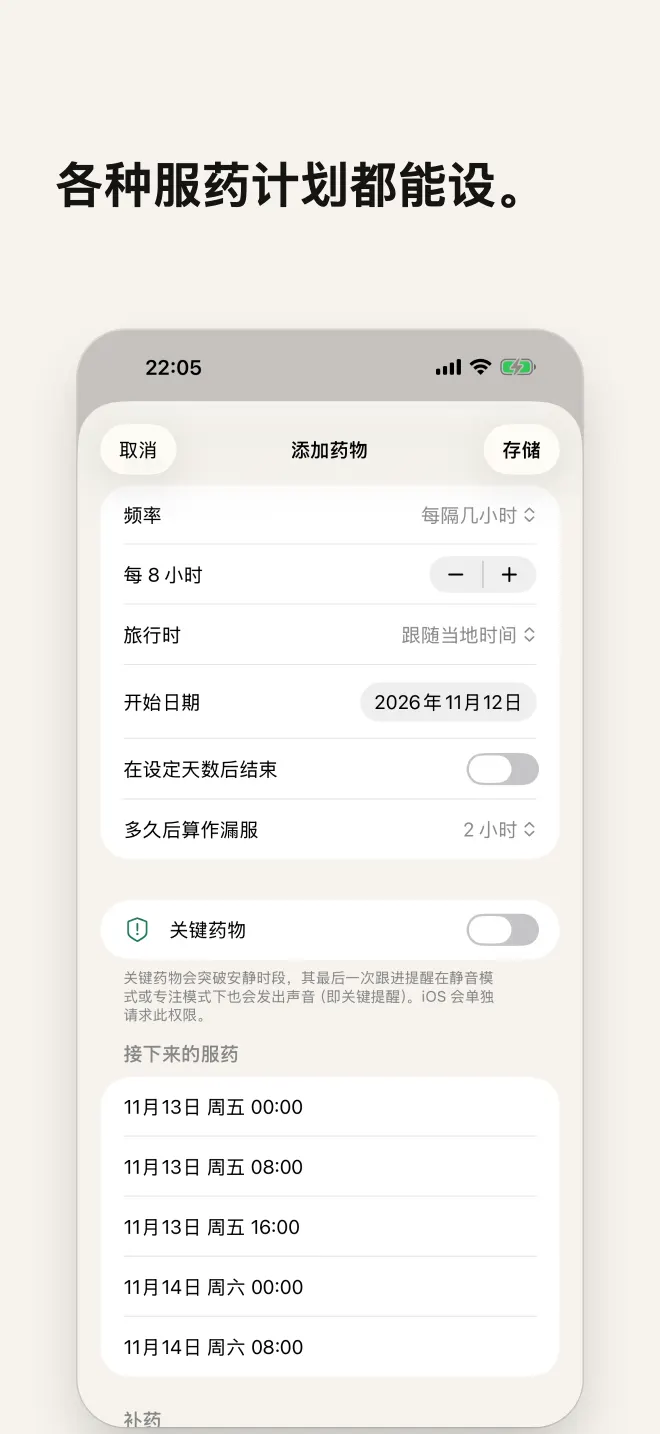 各种服药计划都能设。
22:05
取消 添加药物 存储
频率 每隔几小时
每 8 小时
旅行时 跟随当地时间
开始日期 2026年11月12日
在设定天数后结束
多久后算作漏服 2 小时
关键药物
关键药物会突破安静时段，其最后一次跟进提醒在静音模
式或专注模式下也会发出声音 (即关键提醒)。iOS 会单独
请求此权限。
接下来的服药
11月13日 周五 00:00
11月13日 周五 08:00
11月13日 周五 16:00
11月14日 周六 00:00
11月14日 周六 08:00
补药